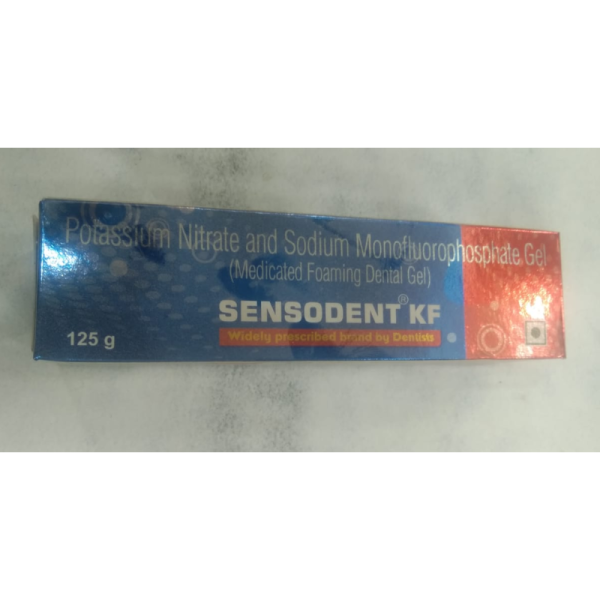 Potassium Nitrate and Sodium Monofluorophosphate Gel
(Medicated Foaming Dental Gel)
SENSODENT® KF
Widely prescribed brand by Dentists
125 g